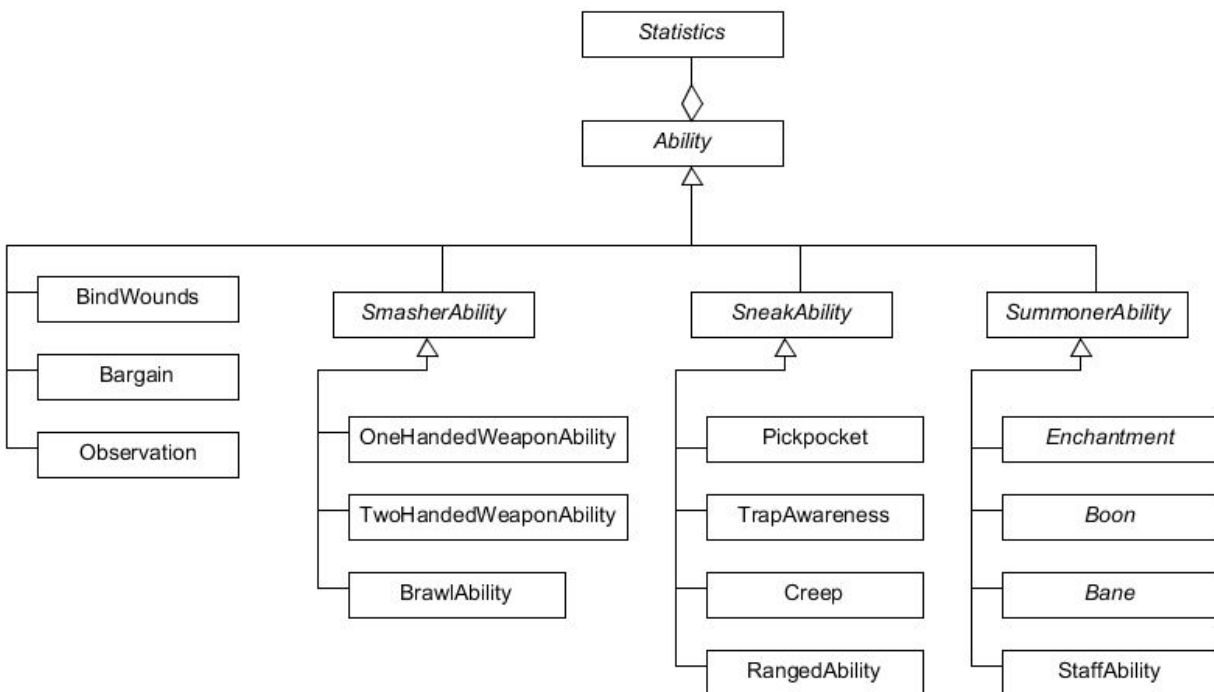 Statistics
Ability
BindWounds
Bargain
Observation
SmasherAbility
OneHandedWeaponAbility
TwoHandedWeaponAbility
BrawlAbility
SneakAbility
Pickpocket
TrapAwareness
Creep
RangedAbility
SummonerAbility
Enchantment
Boon
Bane
StaffAbility